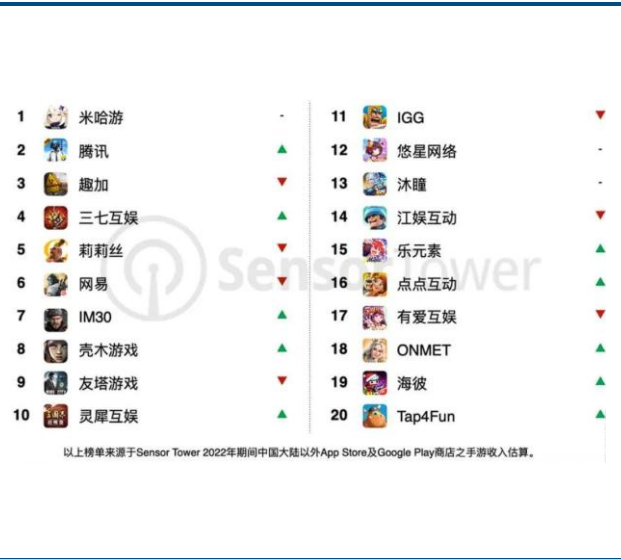 1 米哈游 -
2 腾讯 ▲
3 趣加 ▼
4 三七互娱 ▲
5 莉莉丝 ▼
6 网易 ▼
7 IM30 ▲
8 壳木游戏 ▲
9 友塔游戏 ▼
10 灵犀互娱 ▲
11 IGG ▼
12 悠星网络 -
13 沐瞳 -
14 江娱互动 ▼
15 乐元素 ▲
16 点点互动 ▲
17 有爱互娱 ▼
18 ONMET ▲
19 海彼 ▲
20 Tap4Fun ▲
SensorTower
以上榜单来源于Sensor Tower 2022年期间中国大陆以外App Store及Google Play商店之手游收入估算。